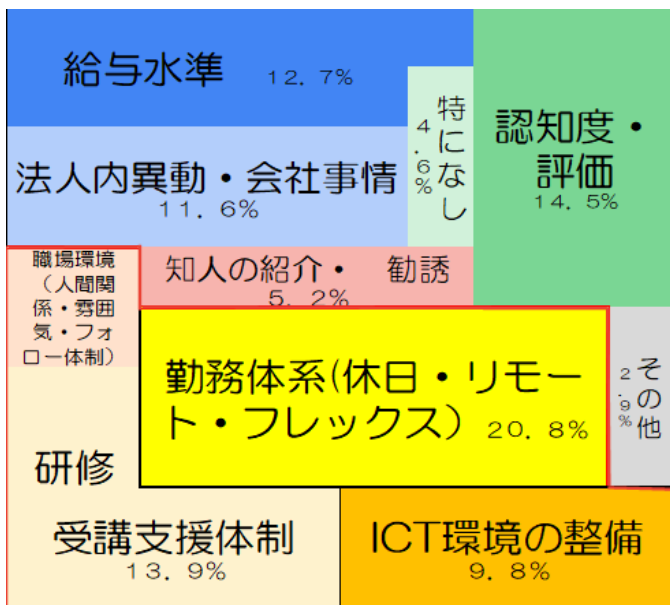 給与水準 12.7%
特になし
4.6%
認知度・
評価
14.5%
法人内異動・会社事情
11.6%
職場環境
（人間関
係・雰囲
気・フォ
ロー体制）
知人の紹介・ 勧誘
5.2%
勤務体系(休日・リモー
ト・フレックス） 20.8%
その他
2.9%
研修
受講支援体制
13.9%
ICT環境の整備
9.8%